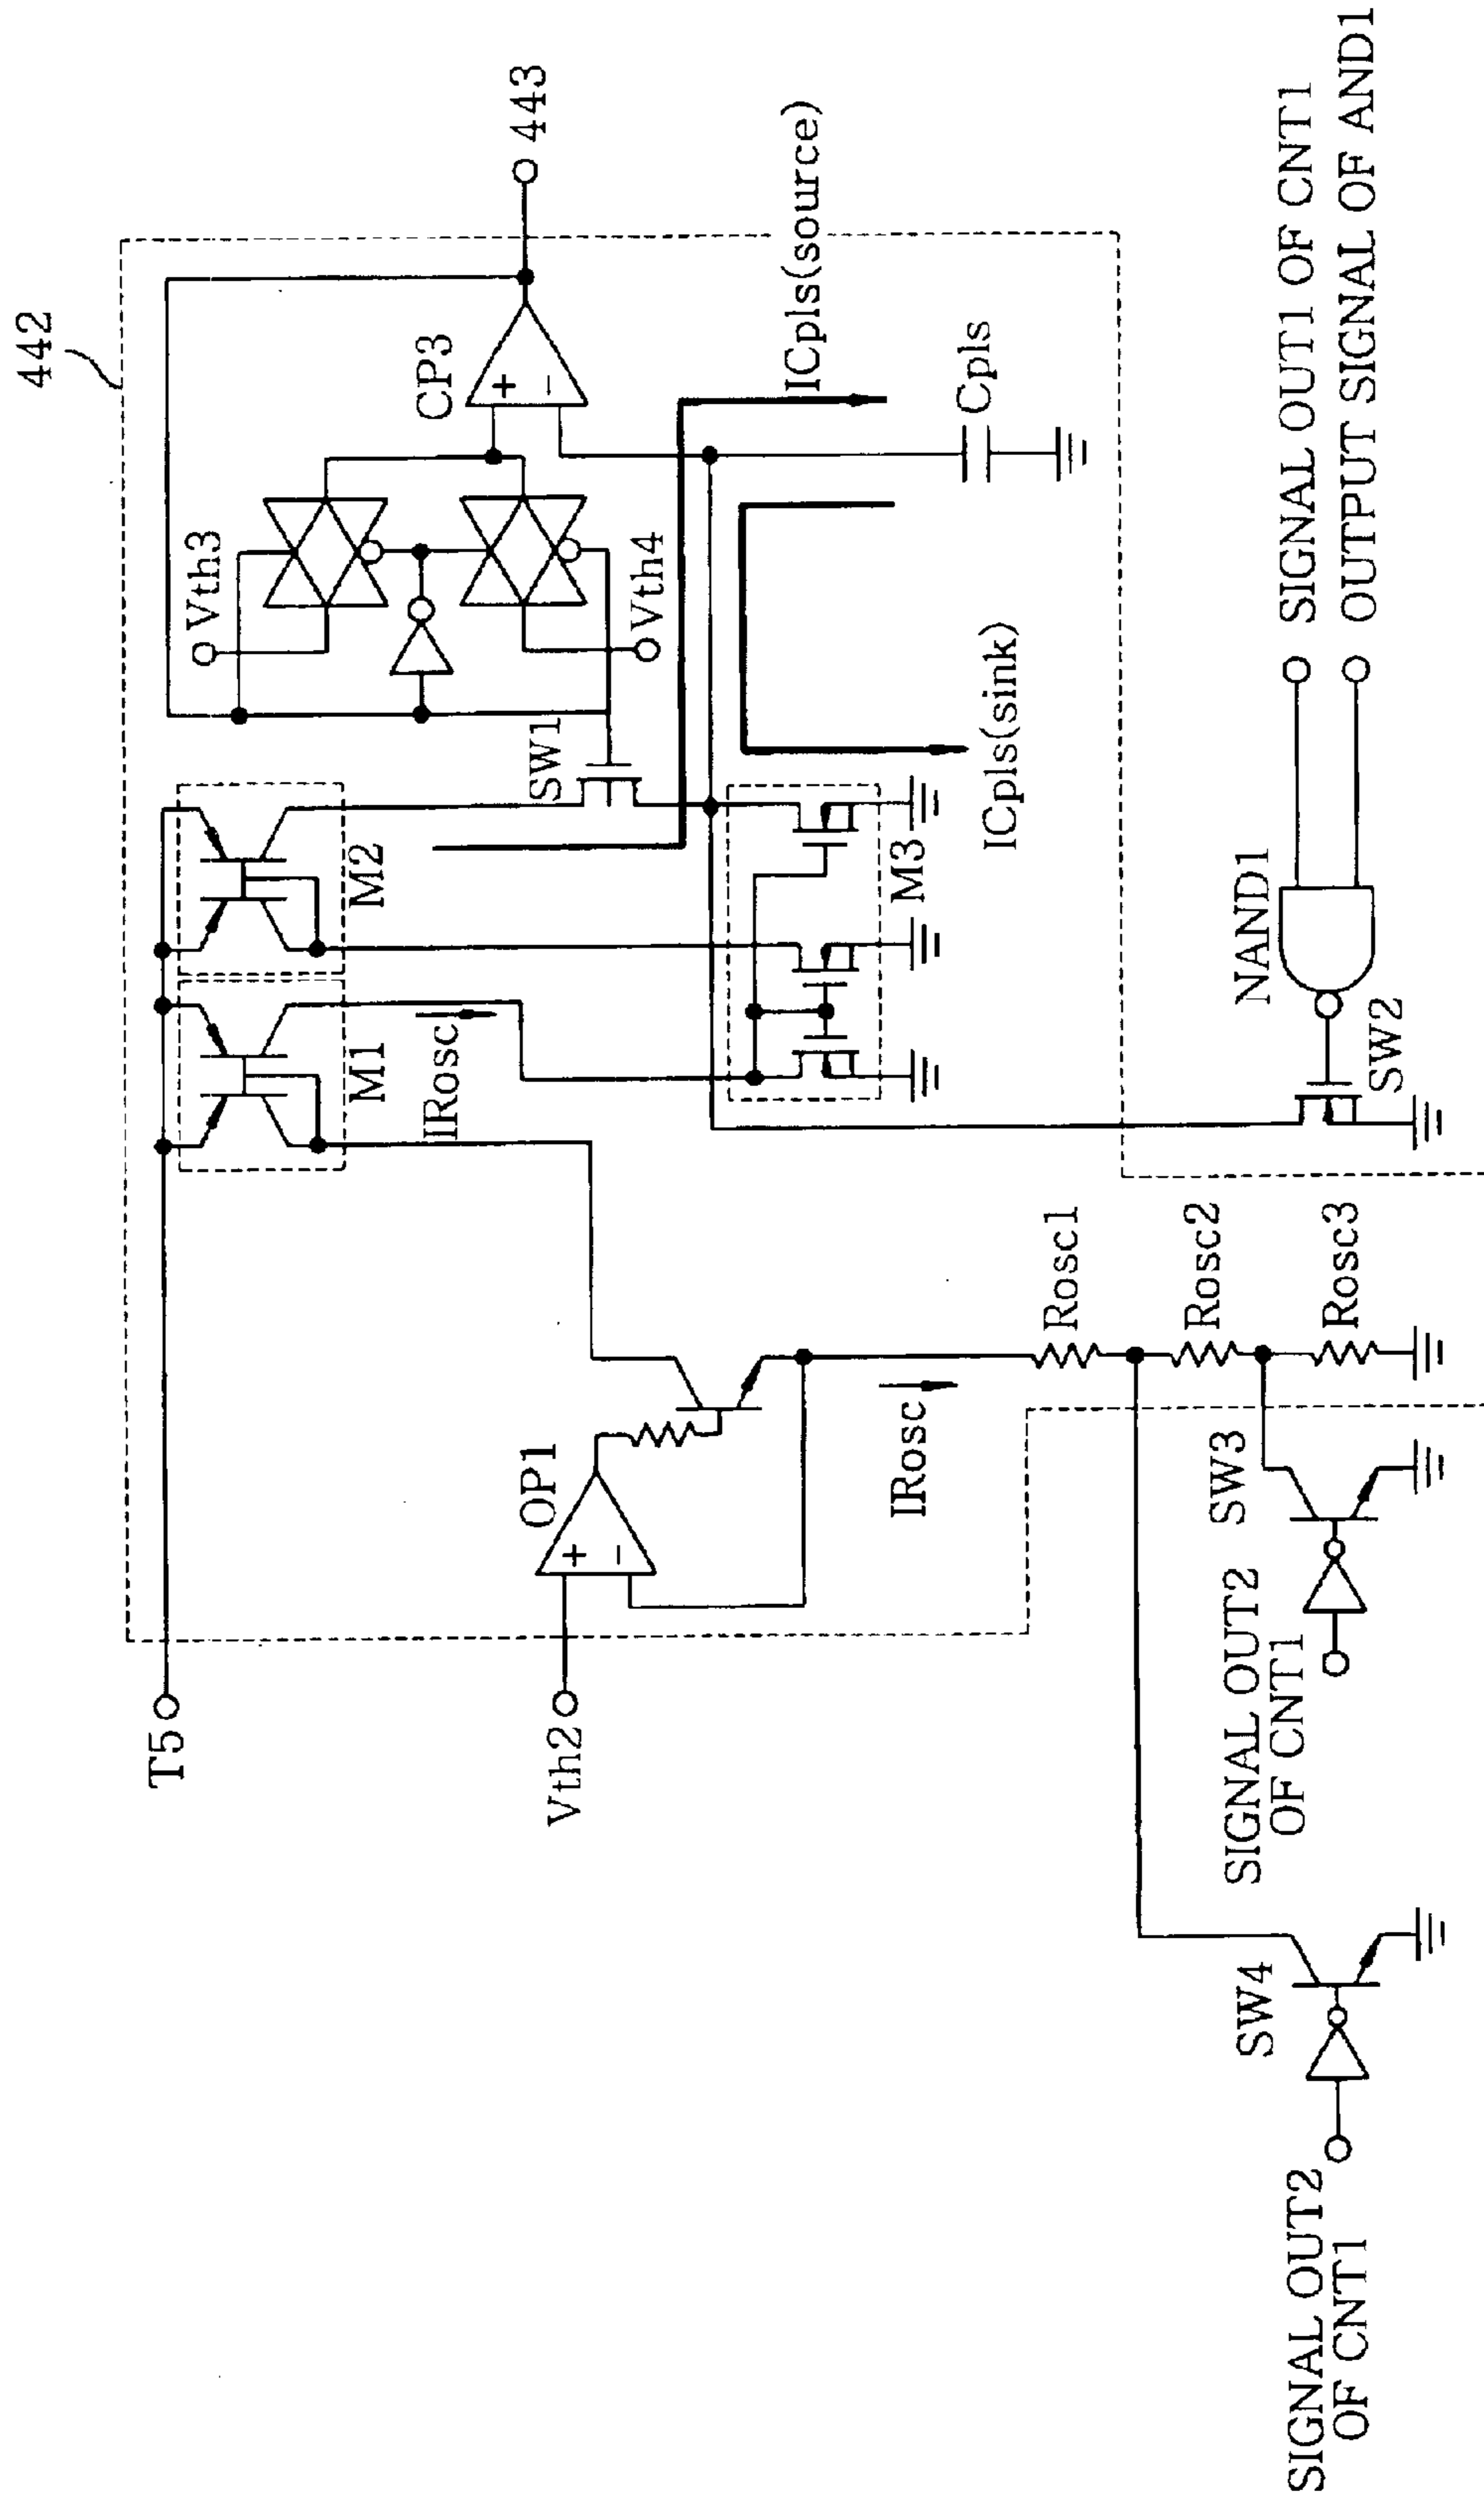 442
T5
M1
M2
IRosc
Vth3
CP3
443
+
−
Vth2
OP1
+
−
SW1
Vth4
ICpls(source)
IRosc
M3
ICpls(sink)
Cpls
Rosc1
Rosc2
Rosc3
SW4
SIGNAL OUT2
OF CNT1
SW3
SIGNAL OUT2
OF CNT1
SW2
NAND1
SIGNAL OUT1 OF CNT1
OUTPUT SIGNAL OF AND1